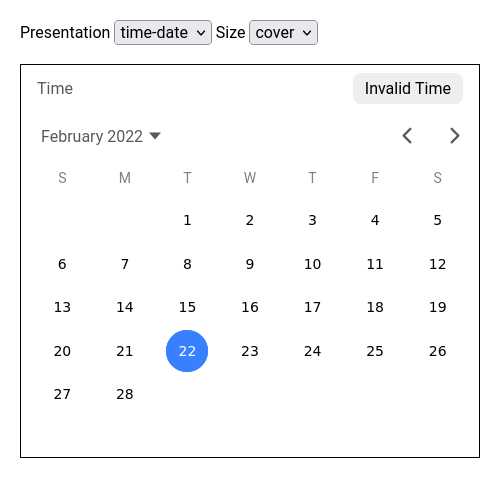 Presentation time-date Size cover
Time Invalid Time
February 2022
S M T W T F S
1 2 3 4 5
6 7 8 9 10 11 12
13 14 15 16 17 18 19
20 21 22 23 24 25 26
27 28